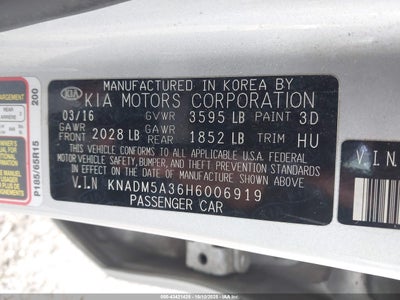 MANUFACTURED IN KOREA BY
KIA KIA MOTORS CORPORATION
03/16 GVWR 3595 LB PAINT 3D
GAWR GAWR
FRONT 2028 LB REAR 1852 LB TRIM HU
THIS VEHICLE CONFORMS TO ALL APPLICABLE U.S.A. FEDERAL
MOTOR VEHICLE SAFETY, BUMPER, AND THEFT PREVENTION STANDARDS
IN EFFECT ON THE DATE OF MANUFACTURE SHOWN ABOVE.
V.I.N KNADM5A36H6006919
PASSENGER CAR
P185/65R15
200
V.I.N